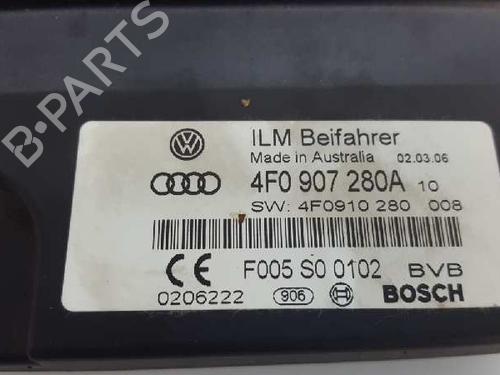 B-PARTS
ILM Beifahrer
Made in Australia 02.03.06
4F0 907 280A 10
SW: 4F0910 280 008
CE F005 S0 0102 BVB
0206222 906 BOSCH